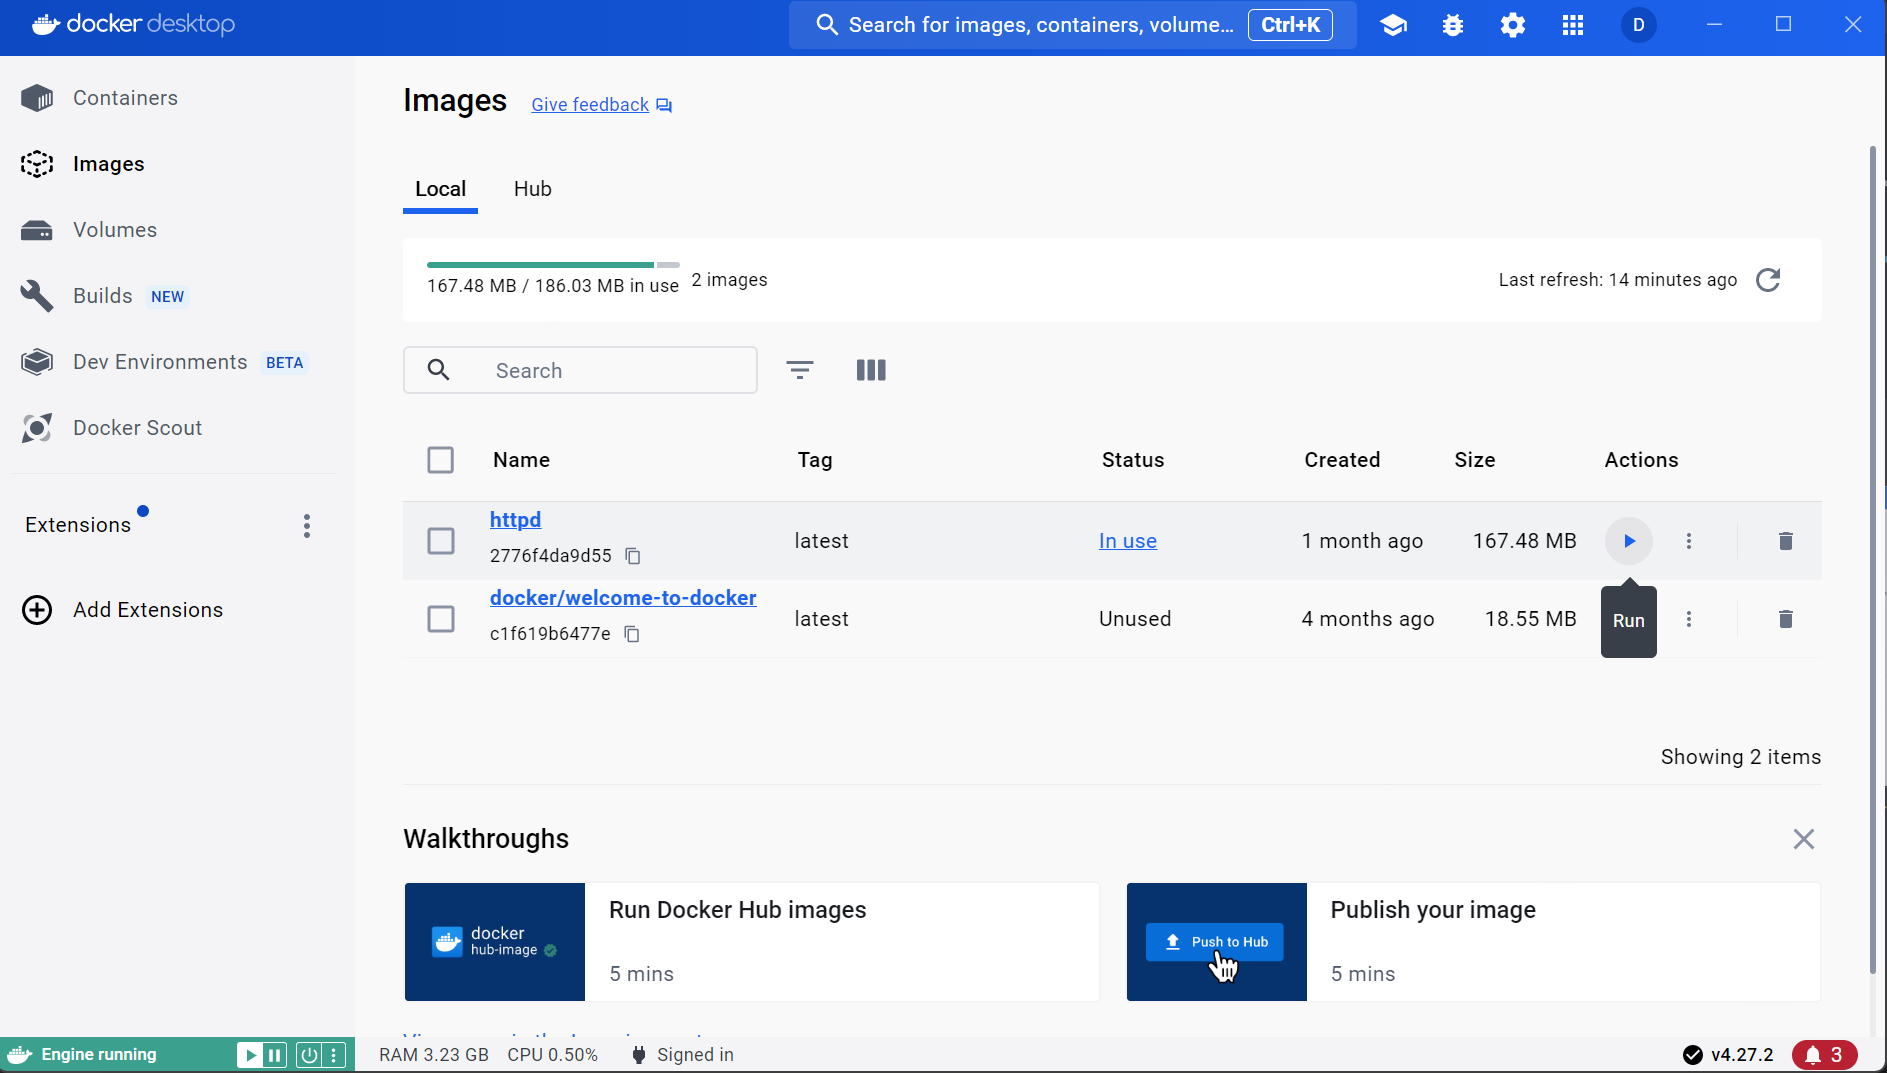 docker desktop
Search for images, containers, volume... Ctrl+K
D
Containers
Images
Volumes
Builds NEW
Dev Environments BETA
Docker Scout
Extensions
Add Extensions
Images Give feedback
Local Hub
167.48 MB / 186.03 MB in use 2 images
Last refresh: 14 minutes ago
Search
Name Tag Status Created Size Actions
httpd
2776f4da9d55
latest In use 1 month ago 167.48 MB
docker/welcome-to-docker
c1f619b6477e
latest Unused 4 months ago 18.55 MB
Run
Showing 2 items
Walkthroughs
docker
hub-image
Run Docker Hub images
5 mins
Push to Hub
Publish your image
5 mins
Engine running
RAM 3.23 GB CPU 0.50% Signed in
v4.27.2
3